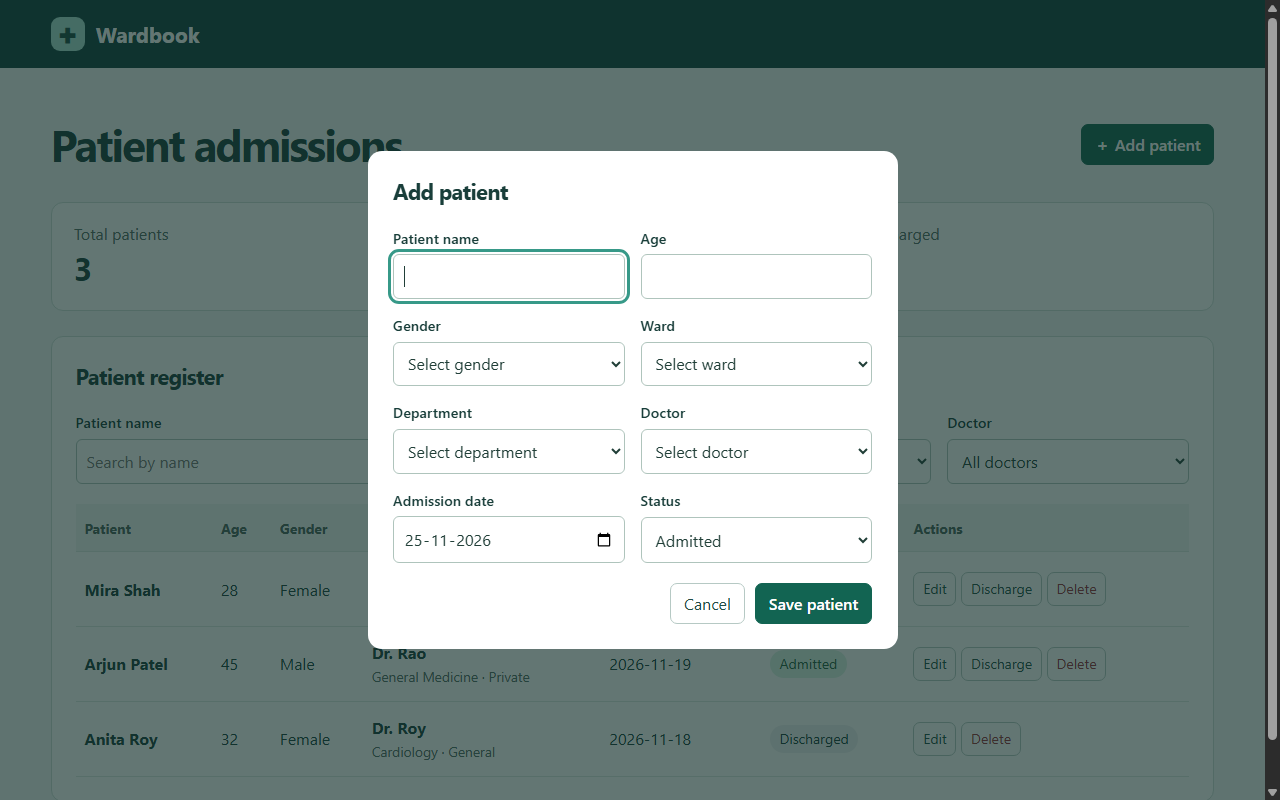 Wardbook
Patient admissions
+ Add patient
Total patients
3
arged
Patient register
Patient name
Search by name
Doctor
All doctors
Patient Age Gender Actions
Mira Shah 28 Female Edit Discharge Delete
Arjun Patel 45 Male Dr. Rao 2026-11-19 Admitted Edit Discharge Delete
General Medicine · Private
Anita Roy 32 Female Dr. Roy 2026-11-18 Discharged Edit Delete
Cardiology · General
Add patient
Patient name Age
Gender Ward
Select gender Select ward
Department Doctor
Select department Select doctor
Admission date Status
25-11-2026 Admitted
Cancel Save patient